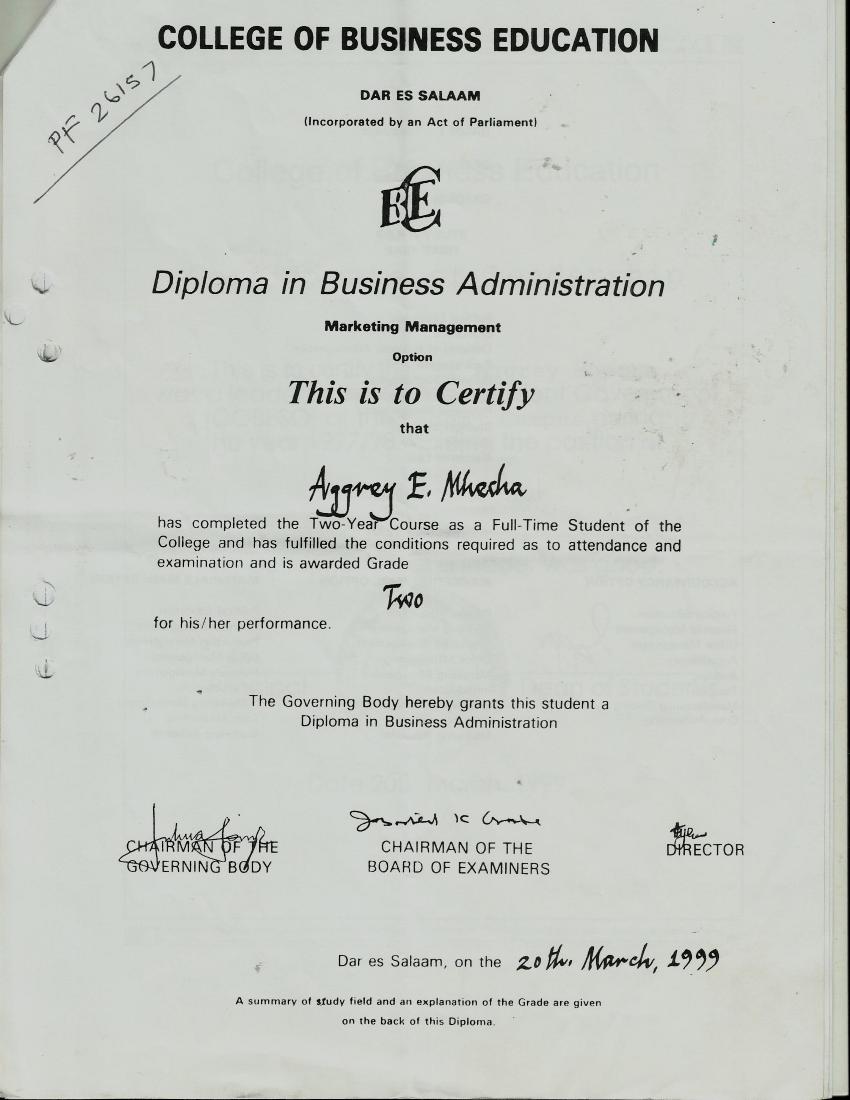 COLLEGE OF BUSINESS EDUCATION
PF 26157
DAR ES SALAAM
(Incorporated by an Act of Parliament)
BEC
Diploma in Business Administration
Marketing Management
Option
This is to Certify
that
Aggrey E. Mhecha
has completed the Two-Year Course as a Full-Time Student of the
College and has fulfilled the conditions required as to attendance and
examination and is awarded Grade
Two
for his/her performance.
The Governing Body hereby grants this student a
Diploma in Business Administration
CHAIRMAN OF THE
GOVERNING BODY
CHAIRMAN OF THE
BOARD OF EXAMINERS
DIRECTOR
Dar es Salaam, on the 20th. March, 1999
A summary of study field and an explanation of the Grade are given
on the back of this Diploma.